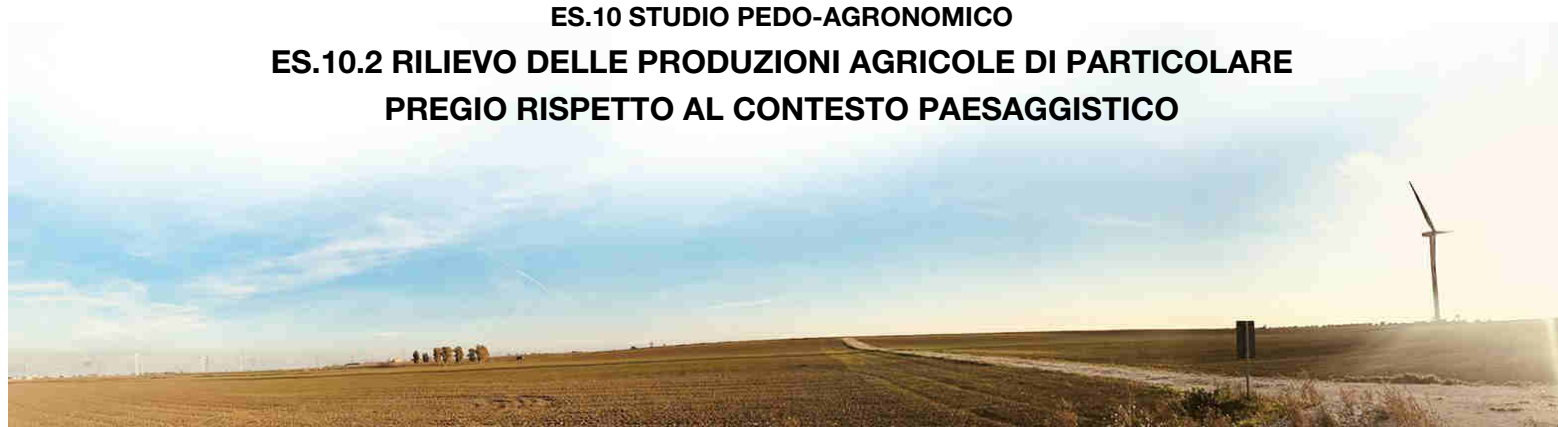 ES.10 STUDIO PEDO-AGRONOMICO
ES.10.2 RILIEVO DELLE PRODUZIONI AGRICOLE DI PARTICOLARE
PREGIO RISPETTO AL CONTESTO PAESAGGISTICO